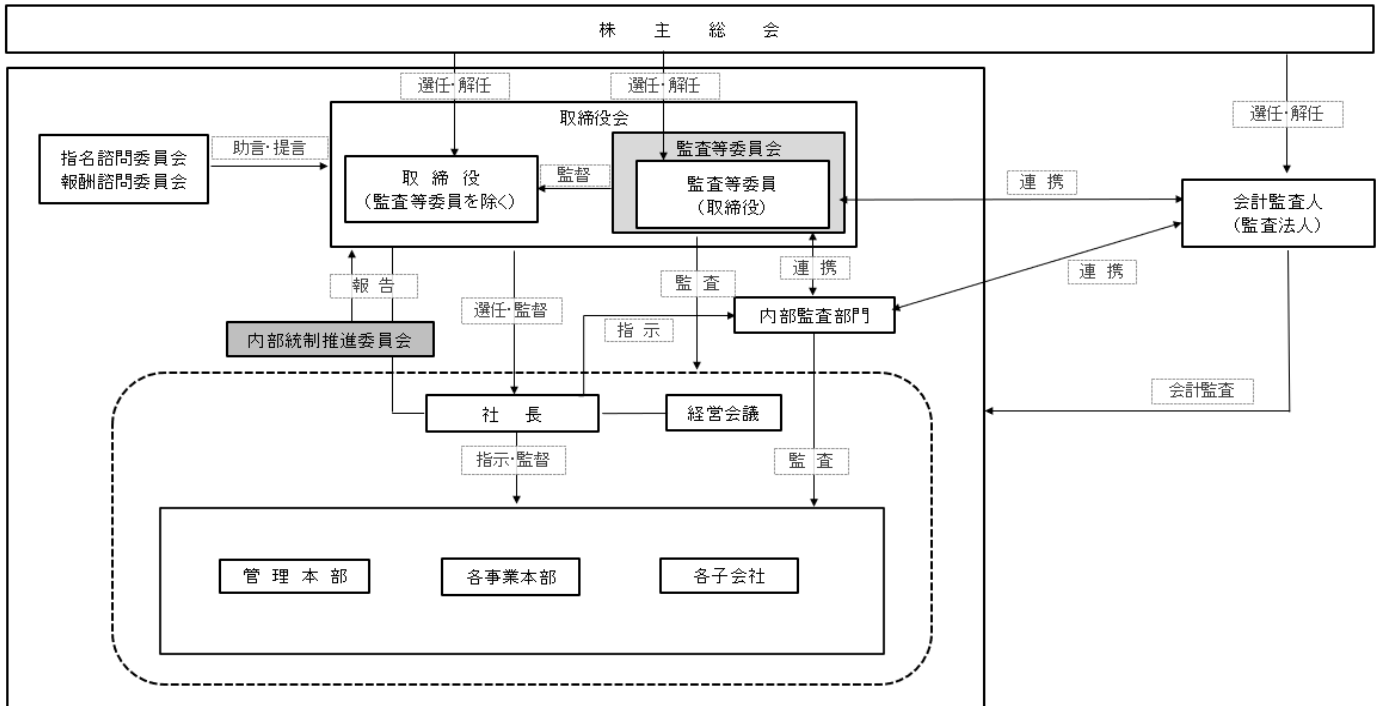 株 主 総 会
選任・解任
選任・解任
選任・解任
取締役会
指名諮問委員会
報酬諮問委員会
助言・提言
取 締 役
(監査等委員を除く)
監督
監査等委員会
監査等委員
(取締役)
連 携
会計監査人
(監査法人)
報 告
選任・監督
監 査
連 携
連 携
内部統制推進委員会
指 示
内部監査部門
社 長
経営会議
会計監査
指示・監督
監 査
管 理 本 部
各事業本部
各子会社